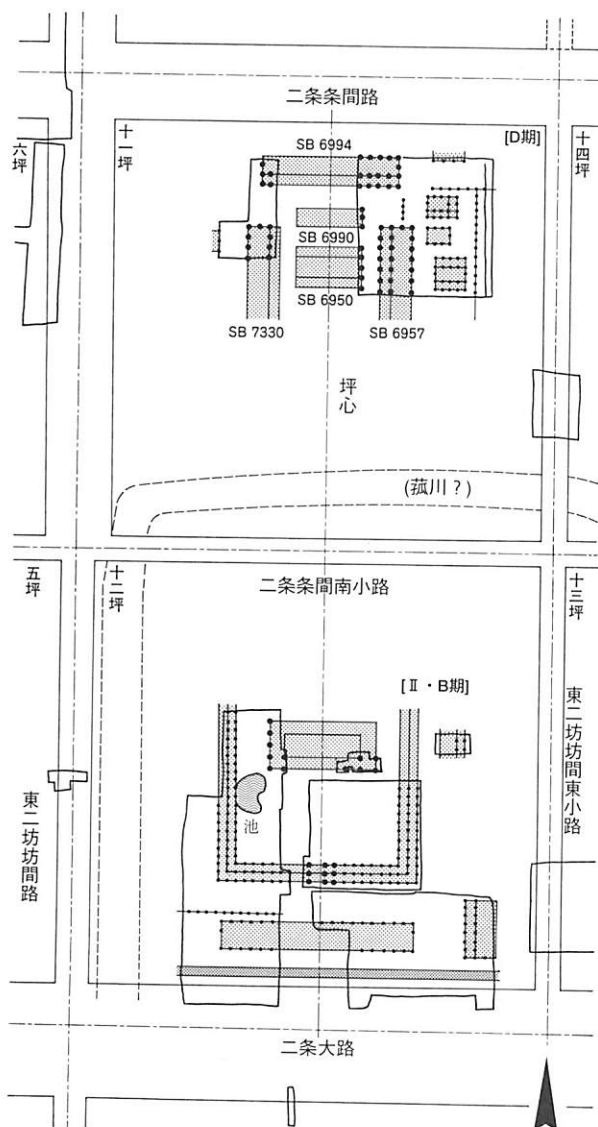 二条条間路
[D期]
六坪
十一坪
十四坪
SB 6994
SB 6990
SB 6950
SB 7330
SB 6957
坪心
(菰川？)
二条条間南小路
五坪
十二坪
十三坪
[Ⅱ・B期]
池
東二坊坊間路
東二坊坊間東小路
二条大路